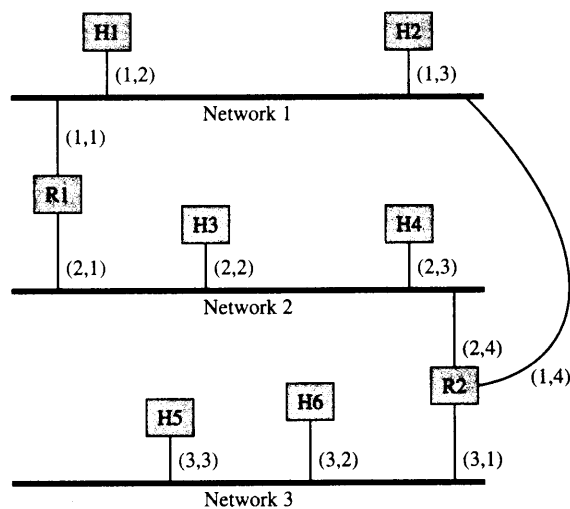 H1
H2
(1,2)
(1,3)
Network 1
(1,1)
R1
H3
H4
(2,1)
(2,2)
(2,3)
Network 2
(2,4)
R2
(1,4)
H5
H6
(3,3)
(3,2)
(3,1)
Network 3